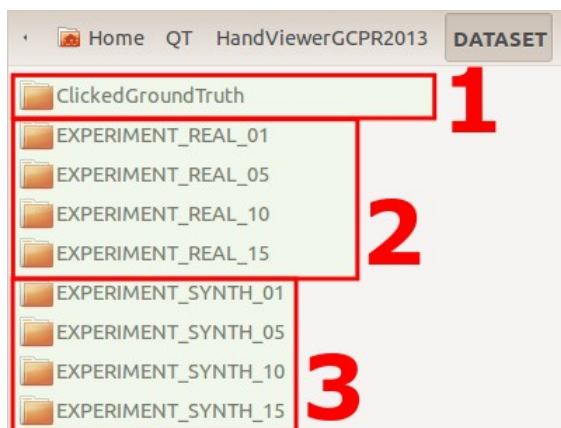 Home QT HandViewerGCPR2013 DATASET
ClickedGroundTruth
1
EXPERIMENT_REAL_01
EXPERIMENT_REAL_05
EXPERIMENT_REAL_10
EXPERIMENT_REAL_15
2
EXPERIMENT_SYNTH_01
EXPERIMENT_SYNTH_05
EXPERIMENT_SYNTH_10
EXPERIMENT_SYNTH_15
3